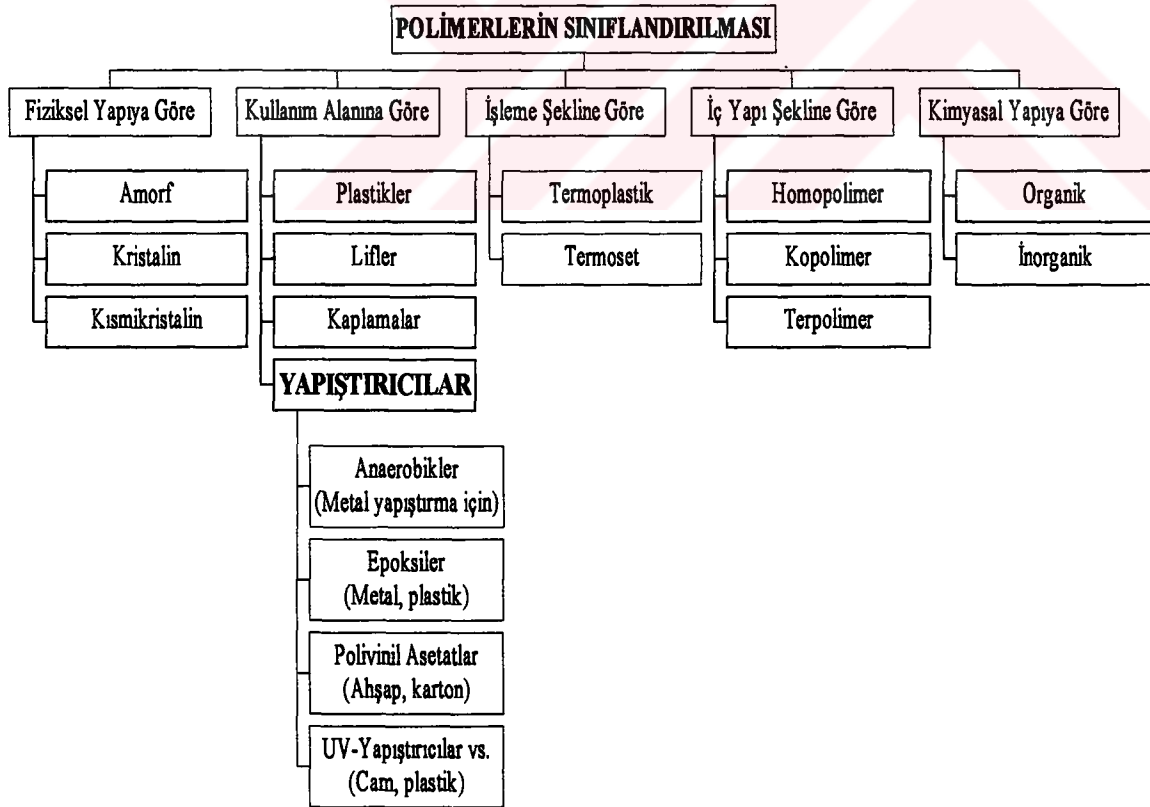 POLİMERLERİN SINIFLANDIRILMASI
Fiziksel Yapıya Göre
Amorf
Kristalin
Kısmikristalin
Kullanım Alanına Göre
Plastikler
Lifler
Kaplamalar
YAPIŞTIRICILAR
Anaerobikler
(Metal yapıştırma için)
Epoksiler
(Metal, plastik)
Polivinil Asetatlar
(Ahşap, karton)
UV-Yapıştırıcılar vs.
(Cam, plastik)
İşleme Şekline Göre
Termoplastik
Termoset
İç Yapı Şekline Göre
Homopolimer
Kopolimer
Terpolimer
Kimyasal Yapıya Göre
Organik
İnorganik